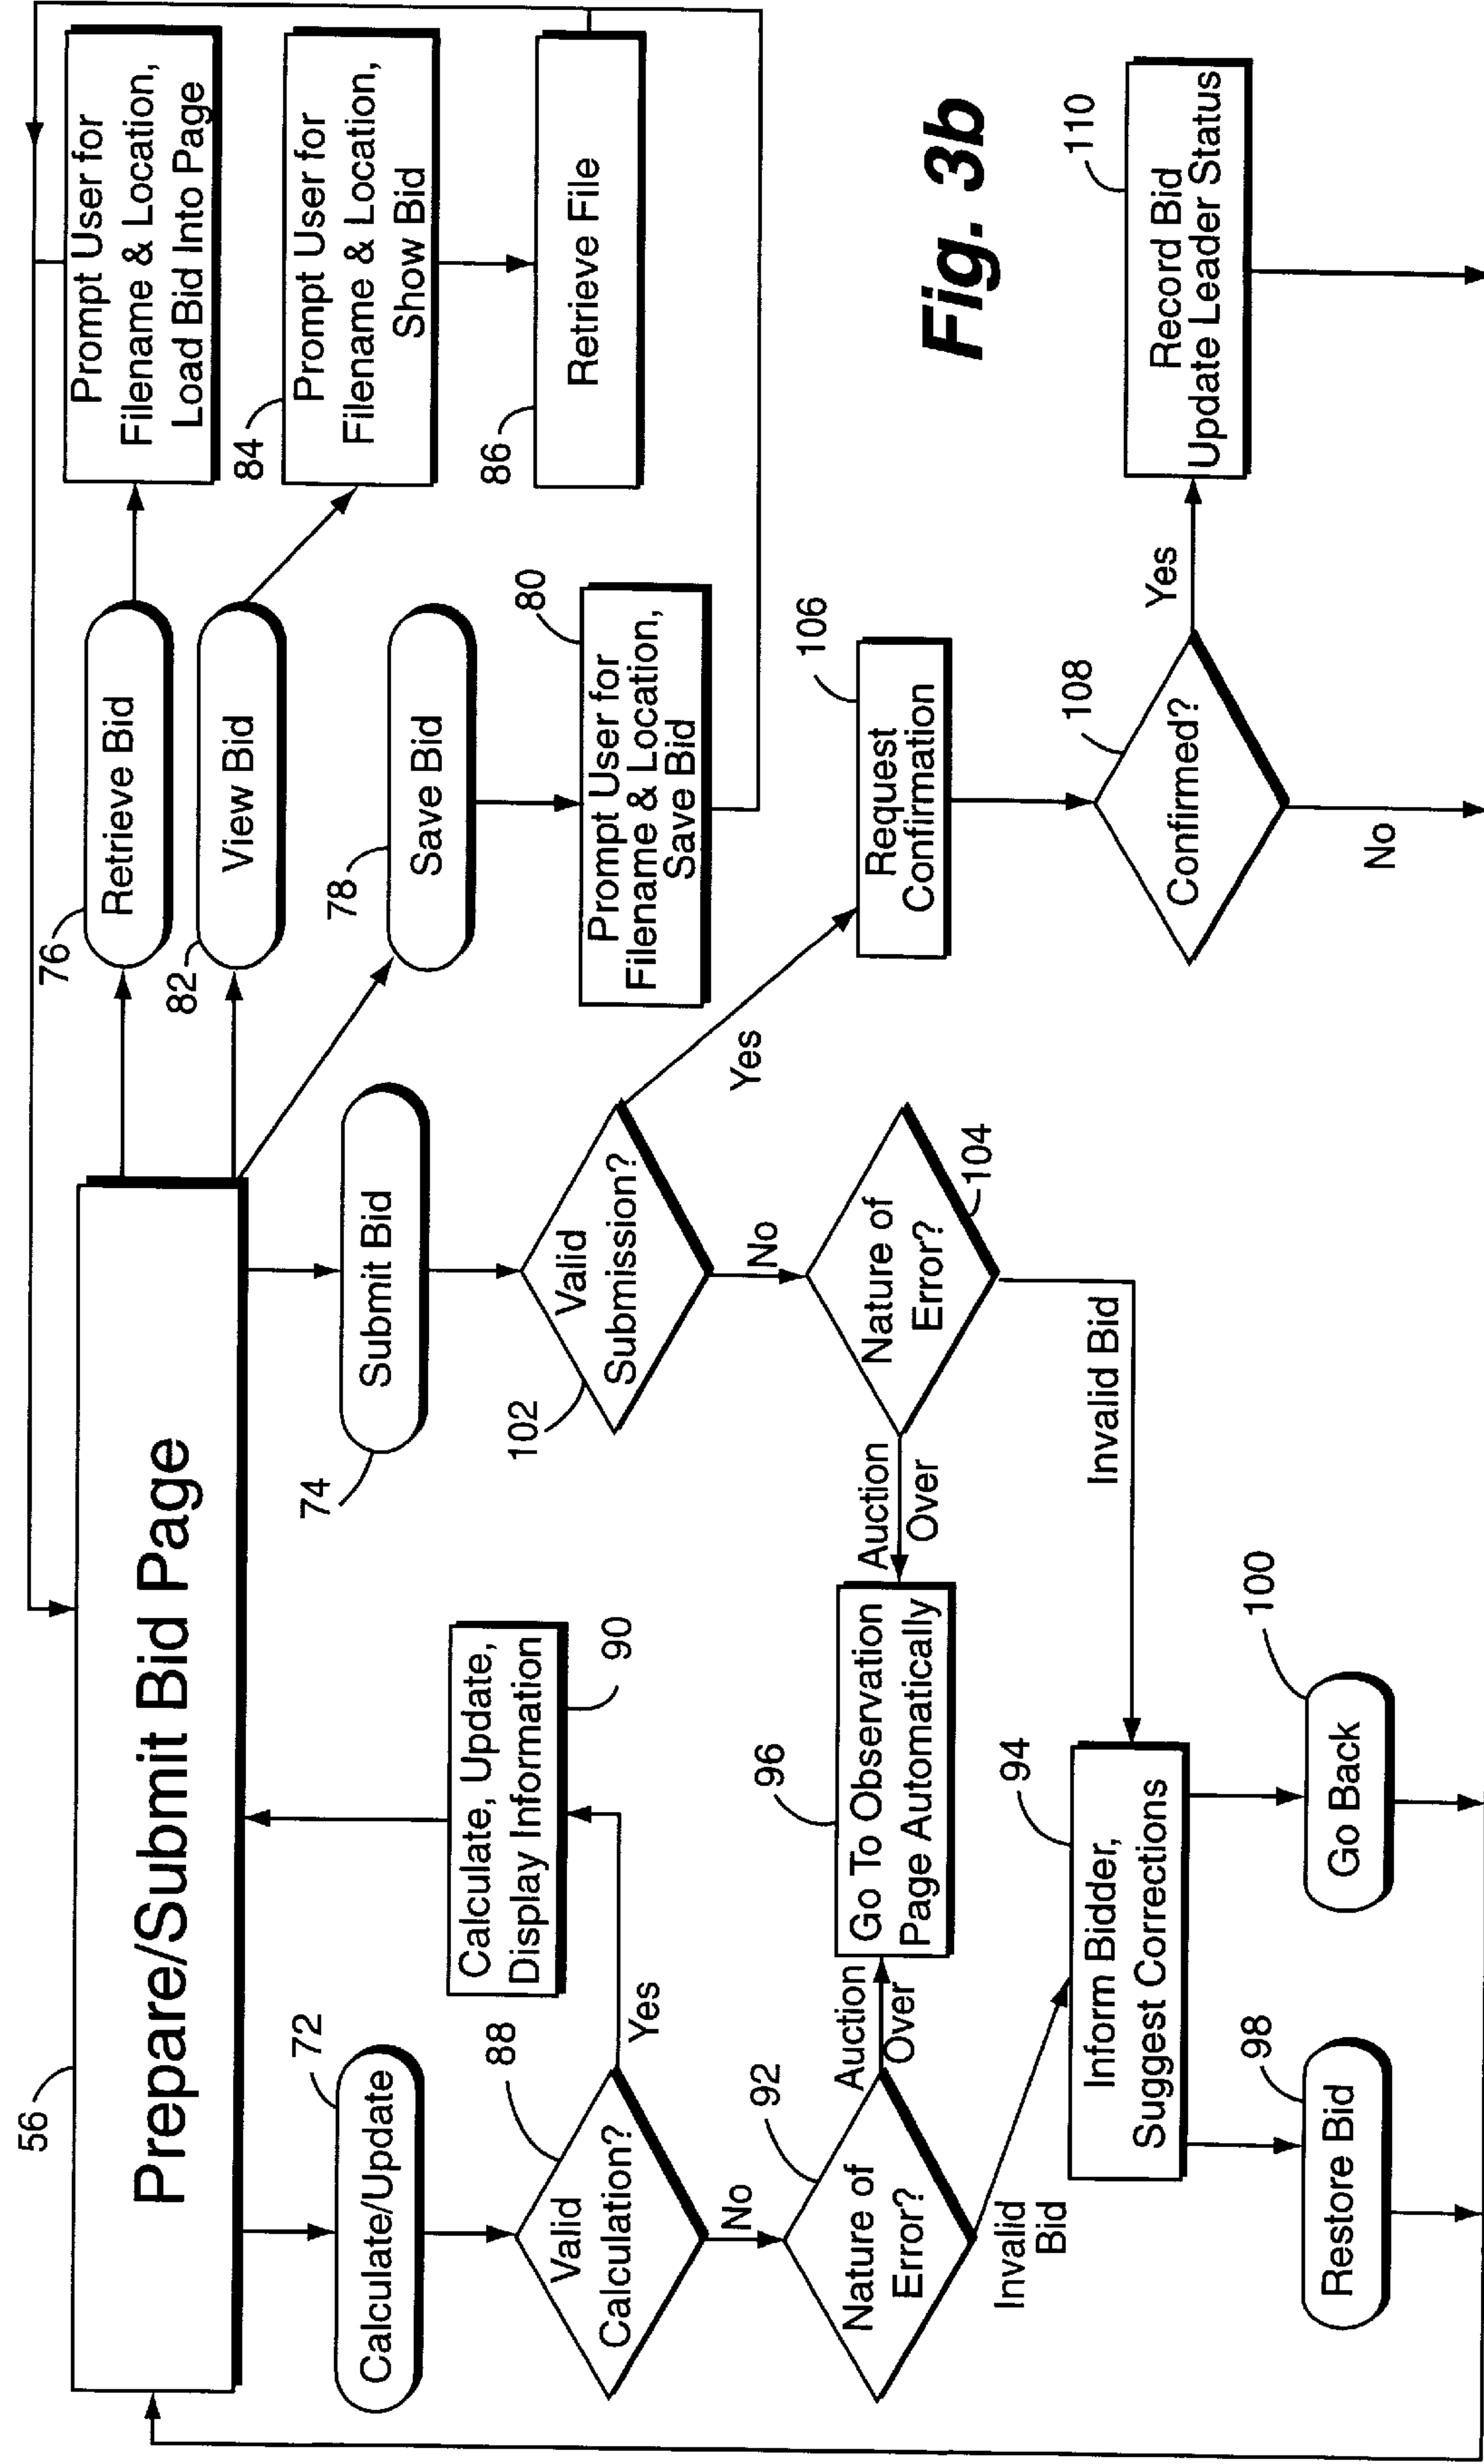 56
Prepare/Submit Bid Page
76
Retrieve Bid
Prompt User for
Filename & Location,
Load Bid Into Page
82
View Bid
84
Prompt User for
Filename & Location,
Show Bid
86
Retrieve File
78
Save Bid
80
Prompt User for
Filename & Location,
Save Bid
72
Calculate/Update
88
Valid
Calculation?
Yes
No
90
Calculate, Update,
Display Information
74
Submit Bid
102
Valid
Submission?
Yes
No
92
Nature of
Error?
Auction
Over
Invalid
Bid
96
Go To Observation
Page Automatically
Auction
Over
104
Nature of
Error?
Invalid Bid
94
Inform Bidder,
Suggest Corrections
98
Restore Bid
100
Go Back
106
Request
Confirmation
108
Confirmed?
Yes
No
110
Record Bid
Update Leader Status
Fig. 3b